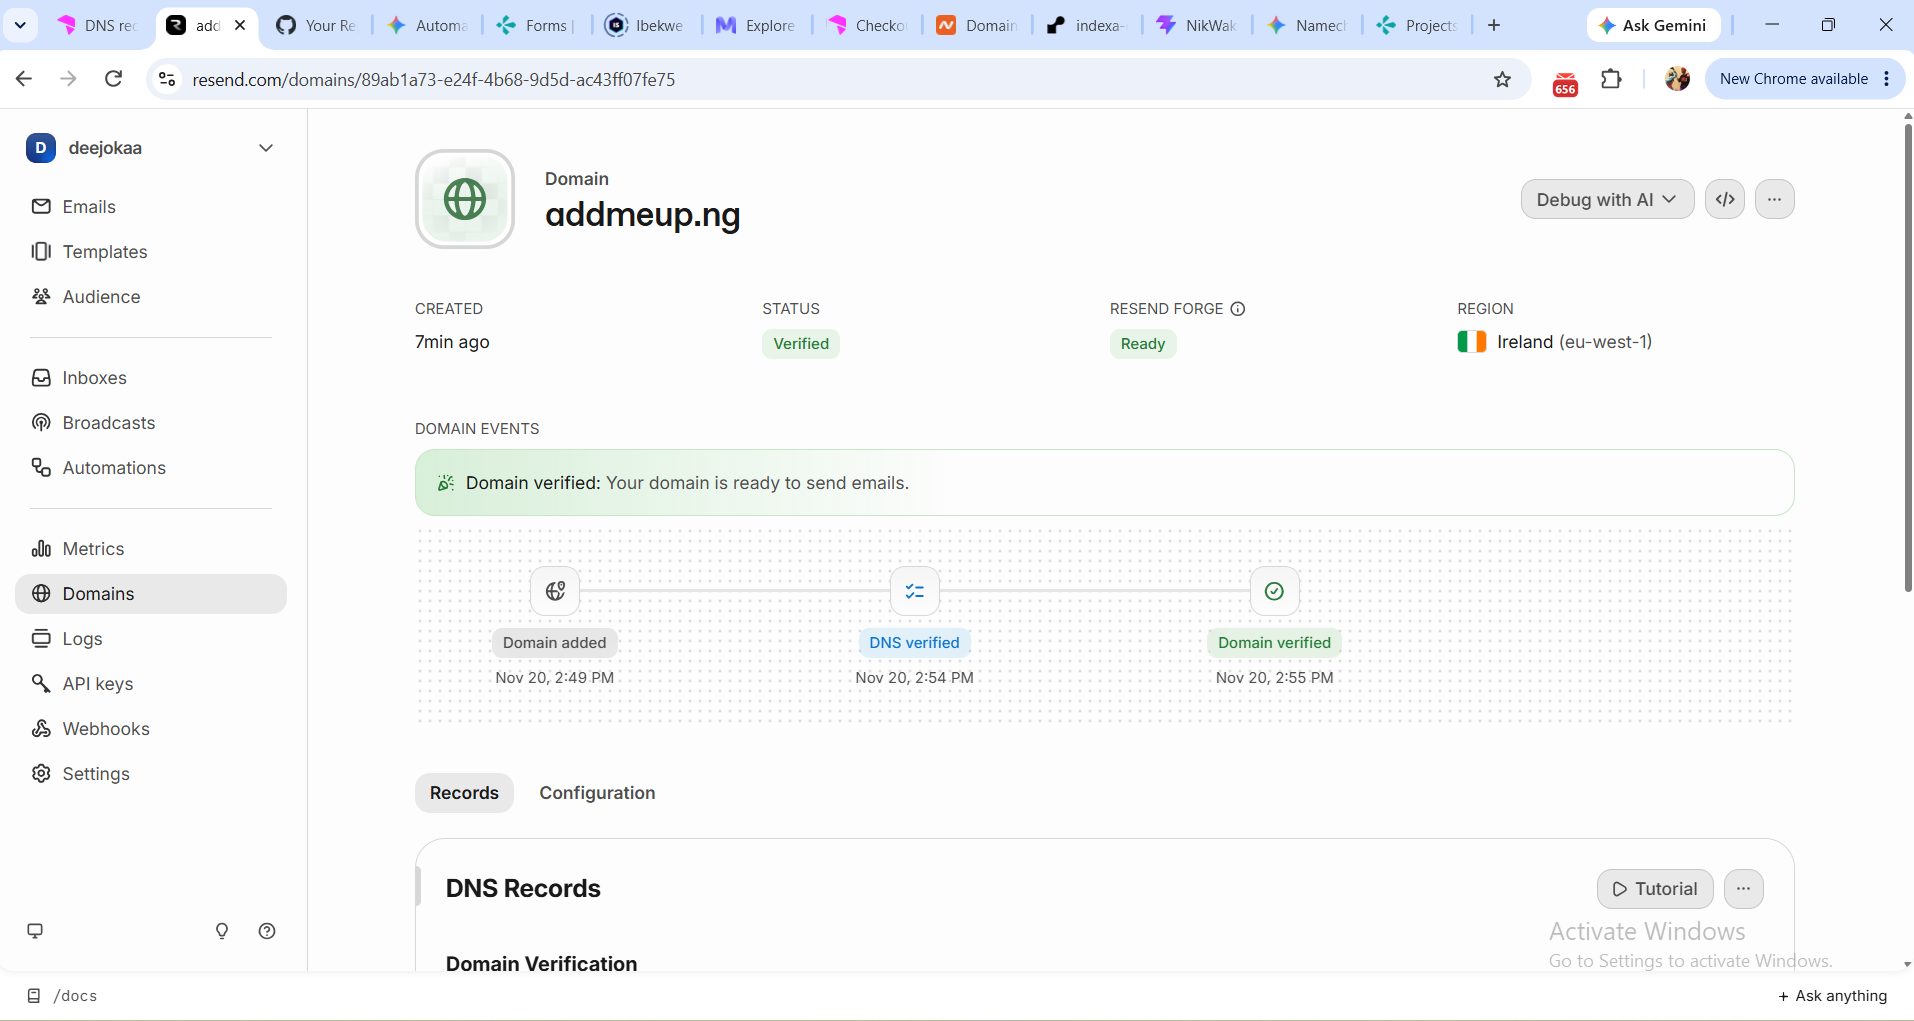 DNS rec
add
Your Re
Automa
Forms |
Ibekwe
Explore
Checkou
Domain
indexa-
NikWak
Namech
Projects
Ask Gemini
resend.com/domains/89ab1a73-e24f-4b68-9d5d-ac43ff07fe75
656
New Chrome available
D deejokaa
Emails
Templates
Audience
Inboxes
Broadcasts
Automations
Metrics
Domains
Logs
API keys
Webhooks
Settings
Domain
addmeup.ng
Debug with AI
CREATED
7min ago
STATUS
Verified
RESEND FORGE
Ready
REGION
Ireland (eu-west-1)
DOMAIN EVENTS
Domain verified: Your domain is ready to send emails.
Domain added
Nov 20, 2:49 PM
DNS verified
Nov 20, 2:54 PM
Domain verified
Nov 20, 2:55 PM
Records
Configuration
DNS Records
Tutorial
Domain Verification
Activate Windows
Go to Settings to activate Windows.
/docs
+ Ask anything